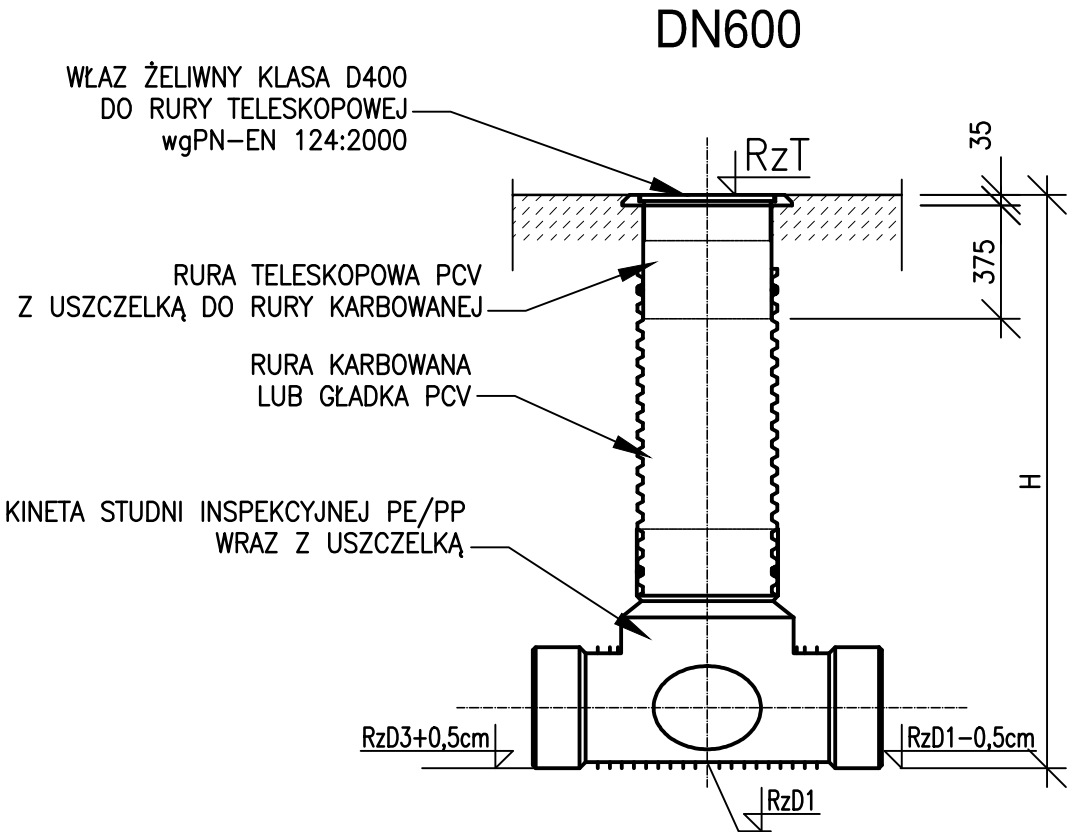 DN600
WŁAZ ŻELIWNY KLASA D400
DO RURY TELESKOPOWEJ
wgPN-EN 124:2000
RzT
35
375
RURA TELESKOPOWA PCV
Z USZCZELKĄ DO RURY KARBOWANEJ
RURA KARBOWANA
LUB GŁADKA PCV
H
KINETA STUDNI INSPEKCYJNEJ PE/PP
WRAZ Z USZCZELKĄ
RzD3+0,5cm
RzD1-0,5cm
RzD1